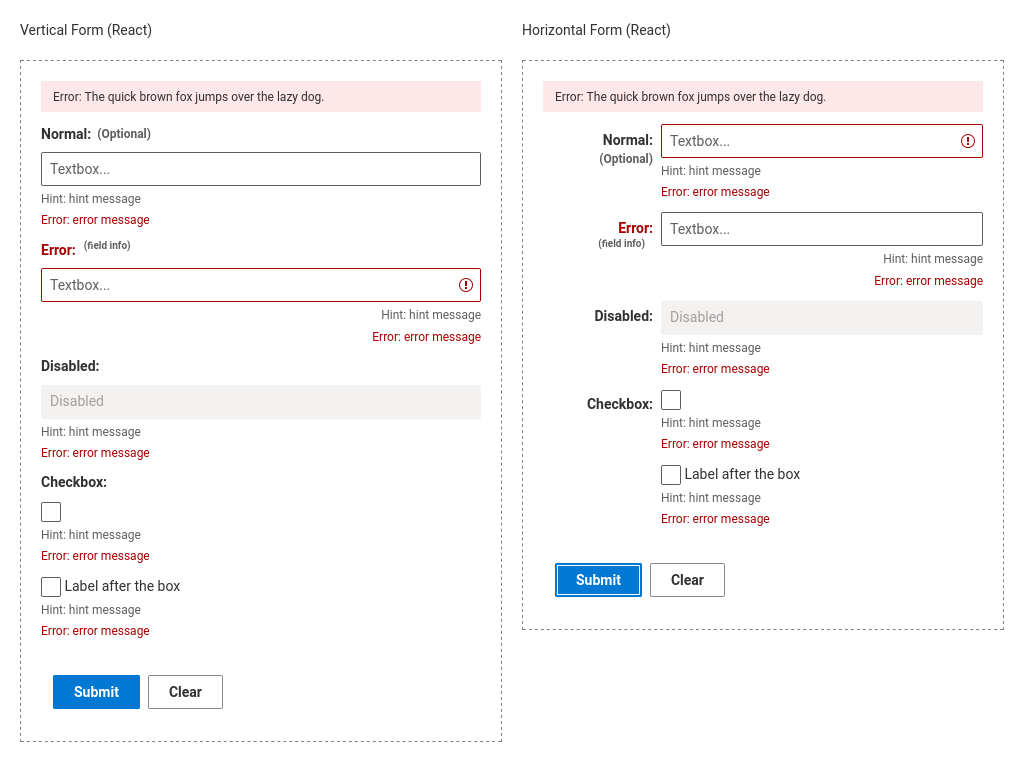 Vertical Form (React)
Error: The quick brown fox jumps over the lazy dog.
Normal: (Optional)
Textbox...
Hint: hint message
Error: error message
Error: (field info)
Textbox...
Hint: hint message
Error: error message
Disabled:
Disabled
Hint: hint message
Error: error message
Checkbox:
Hint: hint message
Error: error message
Label after the box
Hint: hint message
Error: error message
Submit Clear
Horizontal Form (React)
Error: The quick brown fox jumps over the lazy dog.
Normal: Textbox...
(Optional)
Hint: hint message
Error: error message
Error: Textbox...
(field info)
Hint: hint message
Error: error message
Disabled: Disabled
Hint: hint message
Error: error message
Checkbox:
Hint: hint message
Error: error message
Label after the box
Hint: hint message
Error: error message
Submit Clear